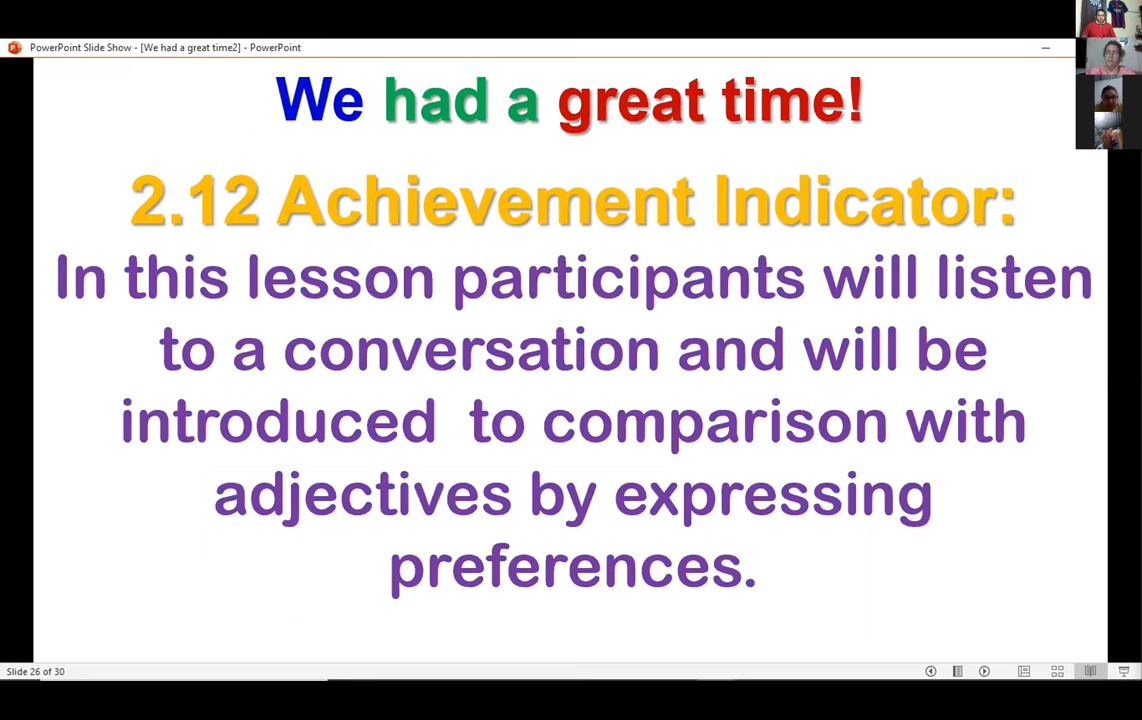 PowerPoint Slide Show - [We had a great time2] - PowerPoint
We had a great time!
2.12 Achievement Indicator:
In this lesson participants will listen
to a conversation and will be
introduced  to comparison with
adjectives by expressing
preferences.
Slide 26 of 30